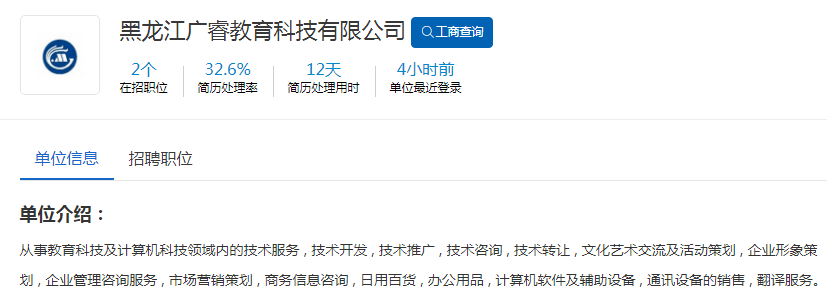 黑龙江广睿教育科技有限公司 工商查询
2个 32.6% 12天 4小时前
在招职位 简历处理率 简历处理用时 单位最近登录
单位信息 招聘职位
单位介绍：
从事教育科技及计算机科技领域内的技术服务，技术开发，技术推广，技术咨询，技术转让，文化艺术交流及活动策划，企业形象策
划，企业管理咨询服务，市场营销策划，商务信息咨询，日用百货，办公用品，计算机软件及辅助设备，通讯设备的销售，翻译服务。